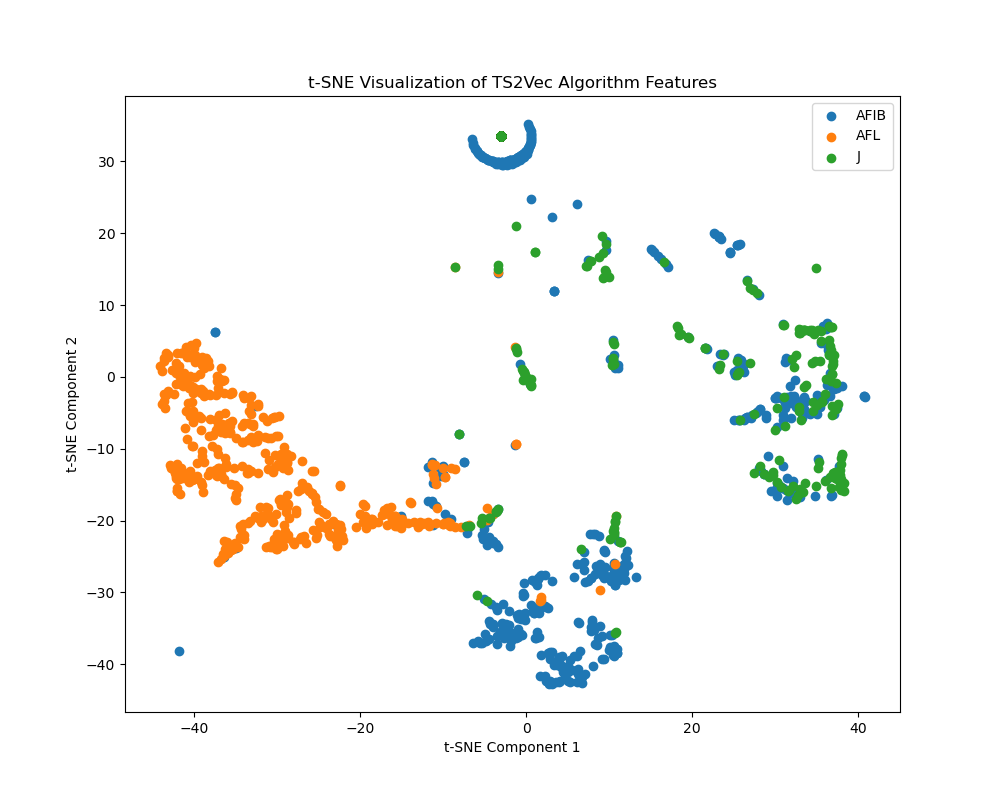 t-SNE Visualization of TS2Vec Algorithm Features
AFIB
AFL
J
30
20
10
0
−10
−20
−30
−40
t-SNE Component 2
−40
−20
0
20
40
t-SNE Component 1